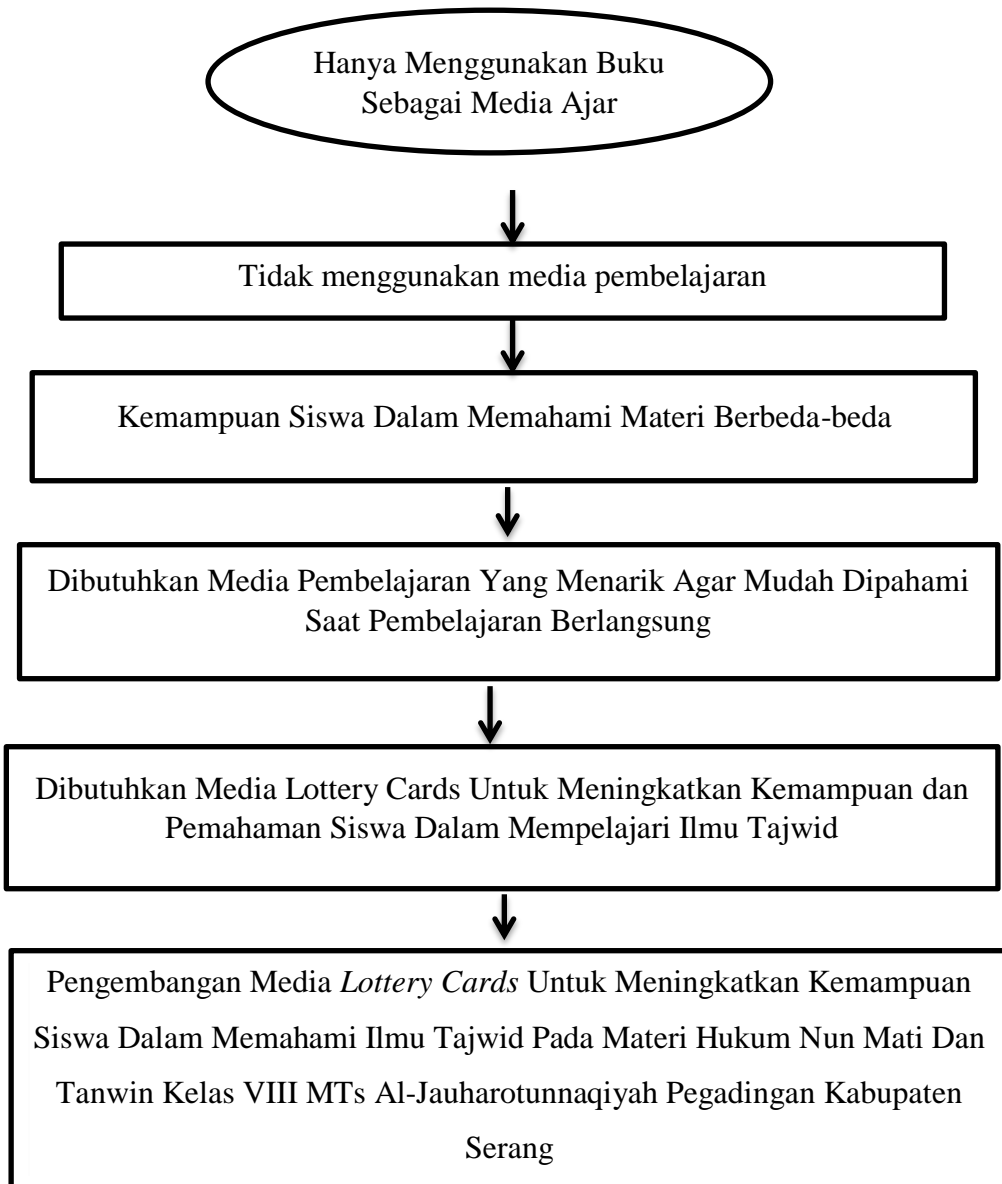 Hanya Menggunakan Buku
Sebagai Media Ajar
Tidak menggunakan media pembelajaran
Kemampuan Siswa Dalam Memahami Materi Berbeda-beda
Dibutuhkan Media Pembelajaran Yang Menarik Agar Mudah Dipahami
Saat Pembelajaran Berlangsung
Dibutuhkan Media Lottery Cards Untuk Meningkatkan Kemampuan dan
Pemahaman Siswa Dalam Mempelajari Ilmu Tajwid
Pengembangan Media Lottery Cards Untuk Meningkatkan Kemampuan
Siswa Dalam Memahami Ilmu Tajwid Pada Materi Hukum Nun Mati Dan
Tanwin Kelas VIII MTs Al-Jauharotunnaqiyah Pegadingan Kabupaten
Serang